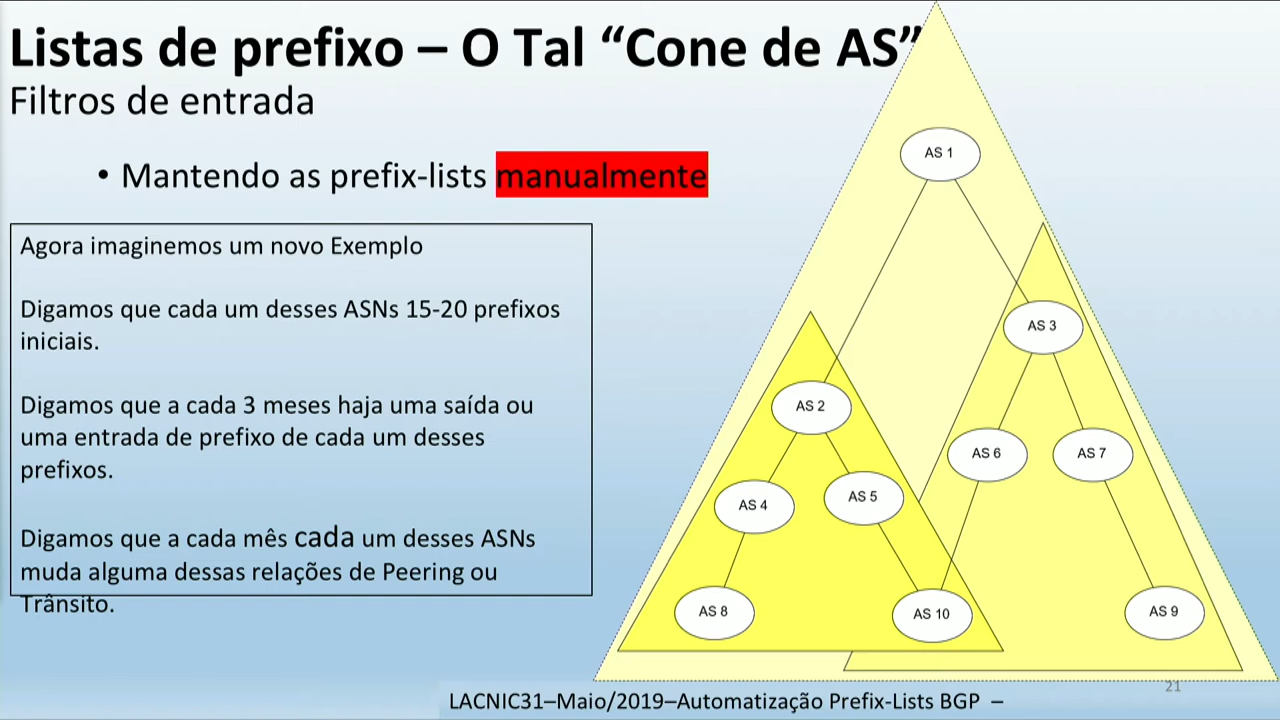 Listas de prefixo – O Tal “Cone de AS”
Filtros de entrada
• Mantendo as prefix-lists manualmente
Agora imaginemos um novo Exemplo
Digamos que cada um desses ASNs 15-20 prefixos
iniciais.
Digamos que a cada 3 meses haja uma saída ou
uma entrada de prefixo de cada um desses
prefixos.
Digamos que a cada mês cada um desses ASNs
muda alguma dessas relações de Peering ou
Trânsito.
AS 1
AS 3
AS 2
AS 6
AS 7
AS 4
AS 5
AS 8
AS 10
AS 9
21
LACNIC31–Maio/2019–Automatização Prefix-Lists BGP –